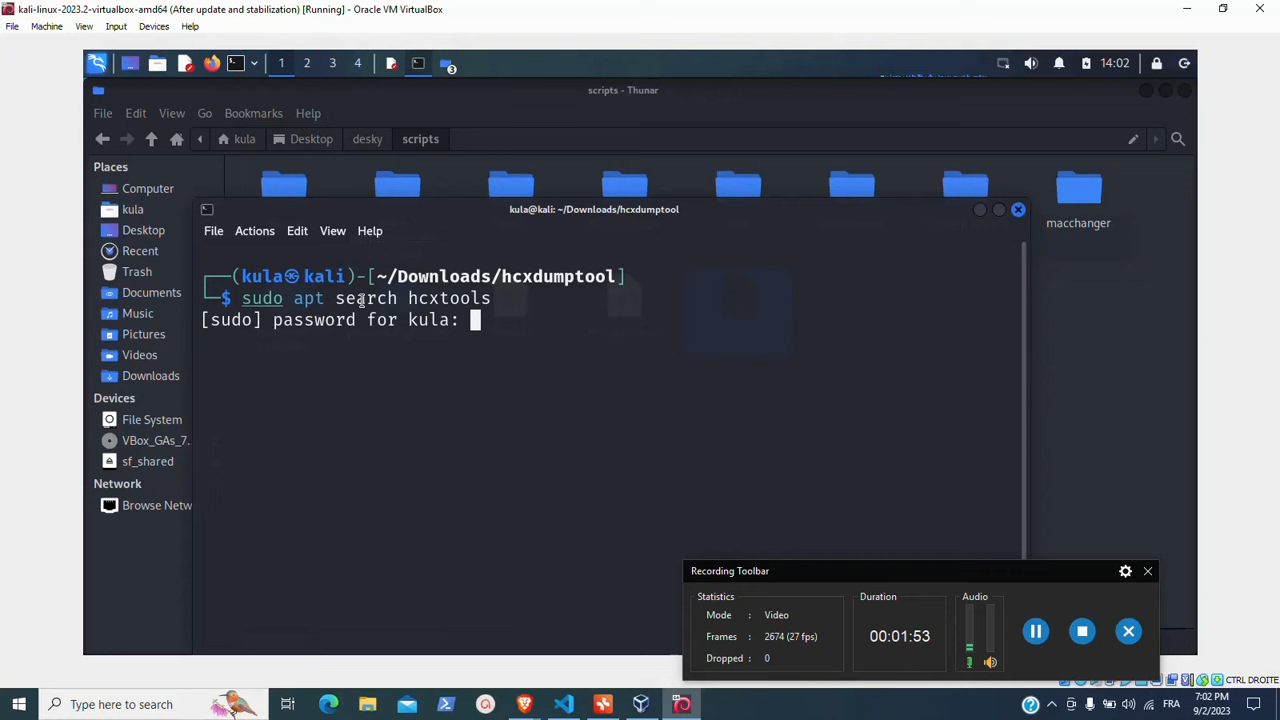 kali-linux-2023.2-virtualbox-amd64 (After update and stabilization) [Running] - Oracle VM VirtualBox
File Machine View Input Devices Help
1 2 3 4 3 14:02
scripts - Thunar
File Edit View Go Bookmarks Help
kula Desktop desky scripts
Places
Computer
kula
Desktop
Recent
Trash
Documents
Music
Pictures
Videos
Downloads
Devices
File System
VBox_GAs_7.
sf_shared
Network
Browse Netw
macchanger
kula@kali: ~/Downloads/hcxdumptool
File Actions Edit View Help
(kula㉿kali)-[~/Downloads/hcxdumptool]
$ sudo apt search hcxtools
[sudo] password for kula:
Recording Toolbar
Statistics Duration Audio
Mode : Video
Frames : 2674 (27 fps)
Dropped : 0
00:01:53
CTRL DROITE
Type here to search
FRA
7:02 PM
9/2/2023